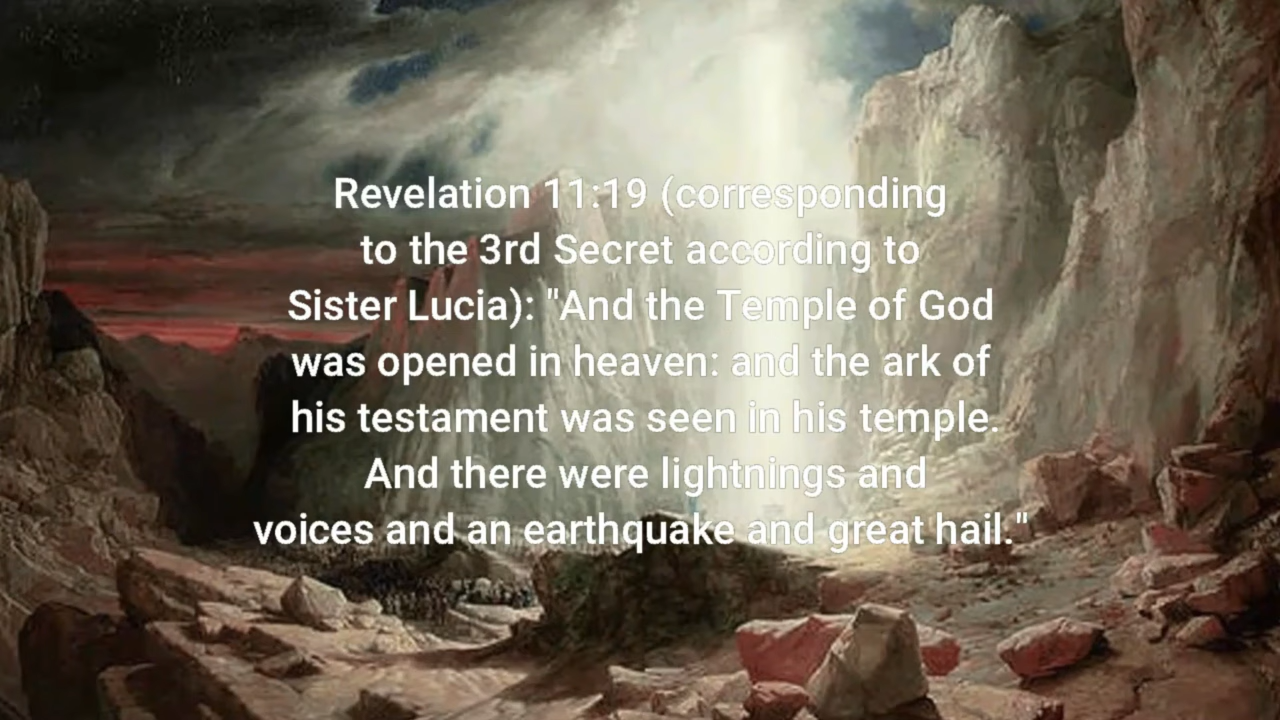 Revelation 11:19 (corresponding
to the 3rd Secret according to
Sister Lucia): "And the Temple of God
was opened in heaven: and the ark of
his testament was seen in his temple.
And there were lightnings and
voices and an earthquake and great hail."